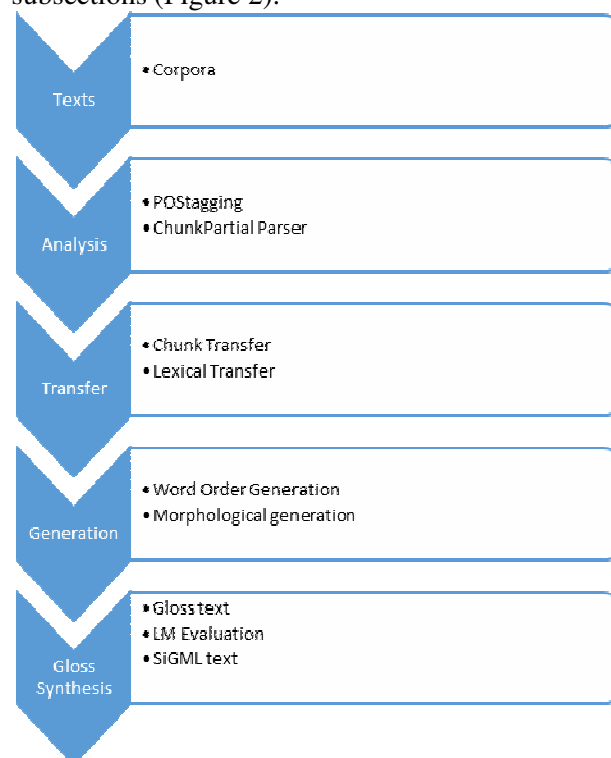 subsections (Figure 2).
Texts
• Corpora
Analysis
• POStagging
• ChunkPartial Parser
Transfer
• Chunk Transfer
• Lexical Transfer
Generation
• Word Order Generation
• Morphological generation
Gloss
Synthesis
• Gloss text
• LM Evaluation
• SiGML text